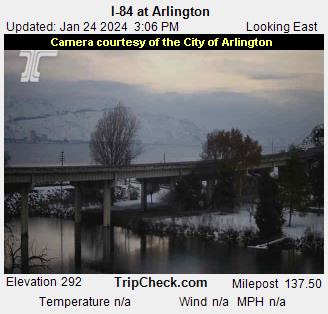 I-84 at Arlington
Updated: Jan 24 2024 3:06 PM Looking East
Camera courtesy of the City of Arlington
Elevation 292 TripCheck.com Milepost 137.50
Temperature n/a Wind n/a MPH n/a